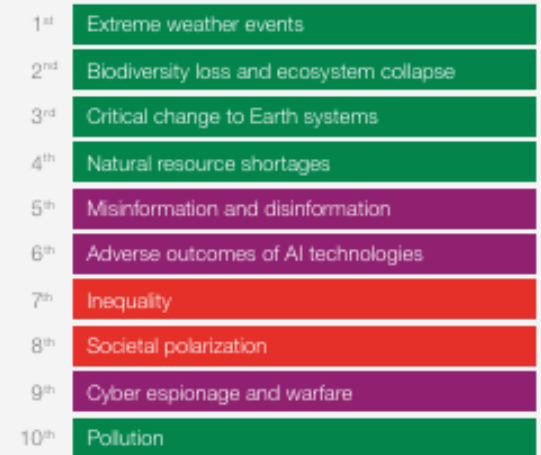 1st Extreme weather events
2nd Biodiversity loss and ecosystem collapse
3rd Critical change to Earth systems
4th Natural resource shortages
5th Misinformation and disinformation
6th Adverse outcomes of AI technologies
7th Inequality
8th Societal polarization
9th Cyber espionage and warfare
10th Pollution